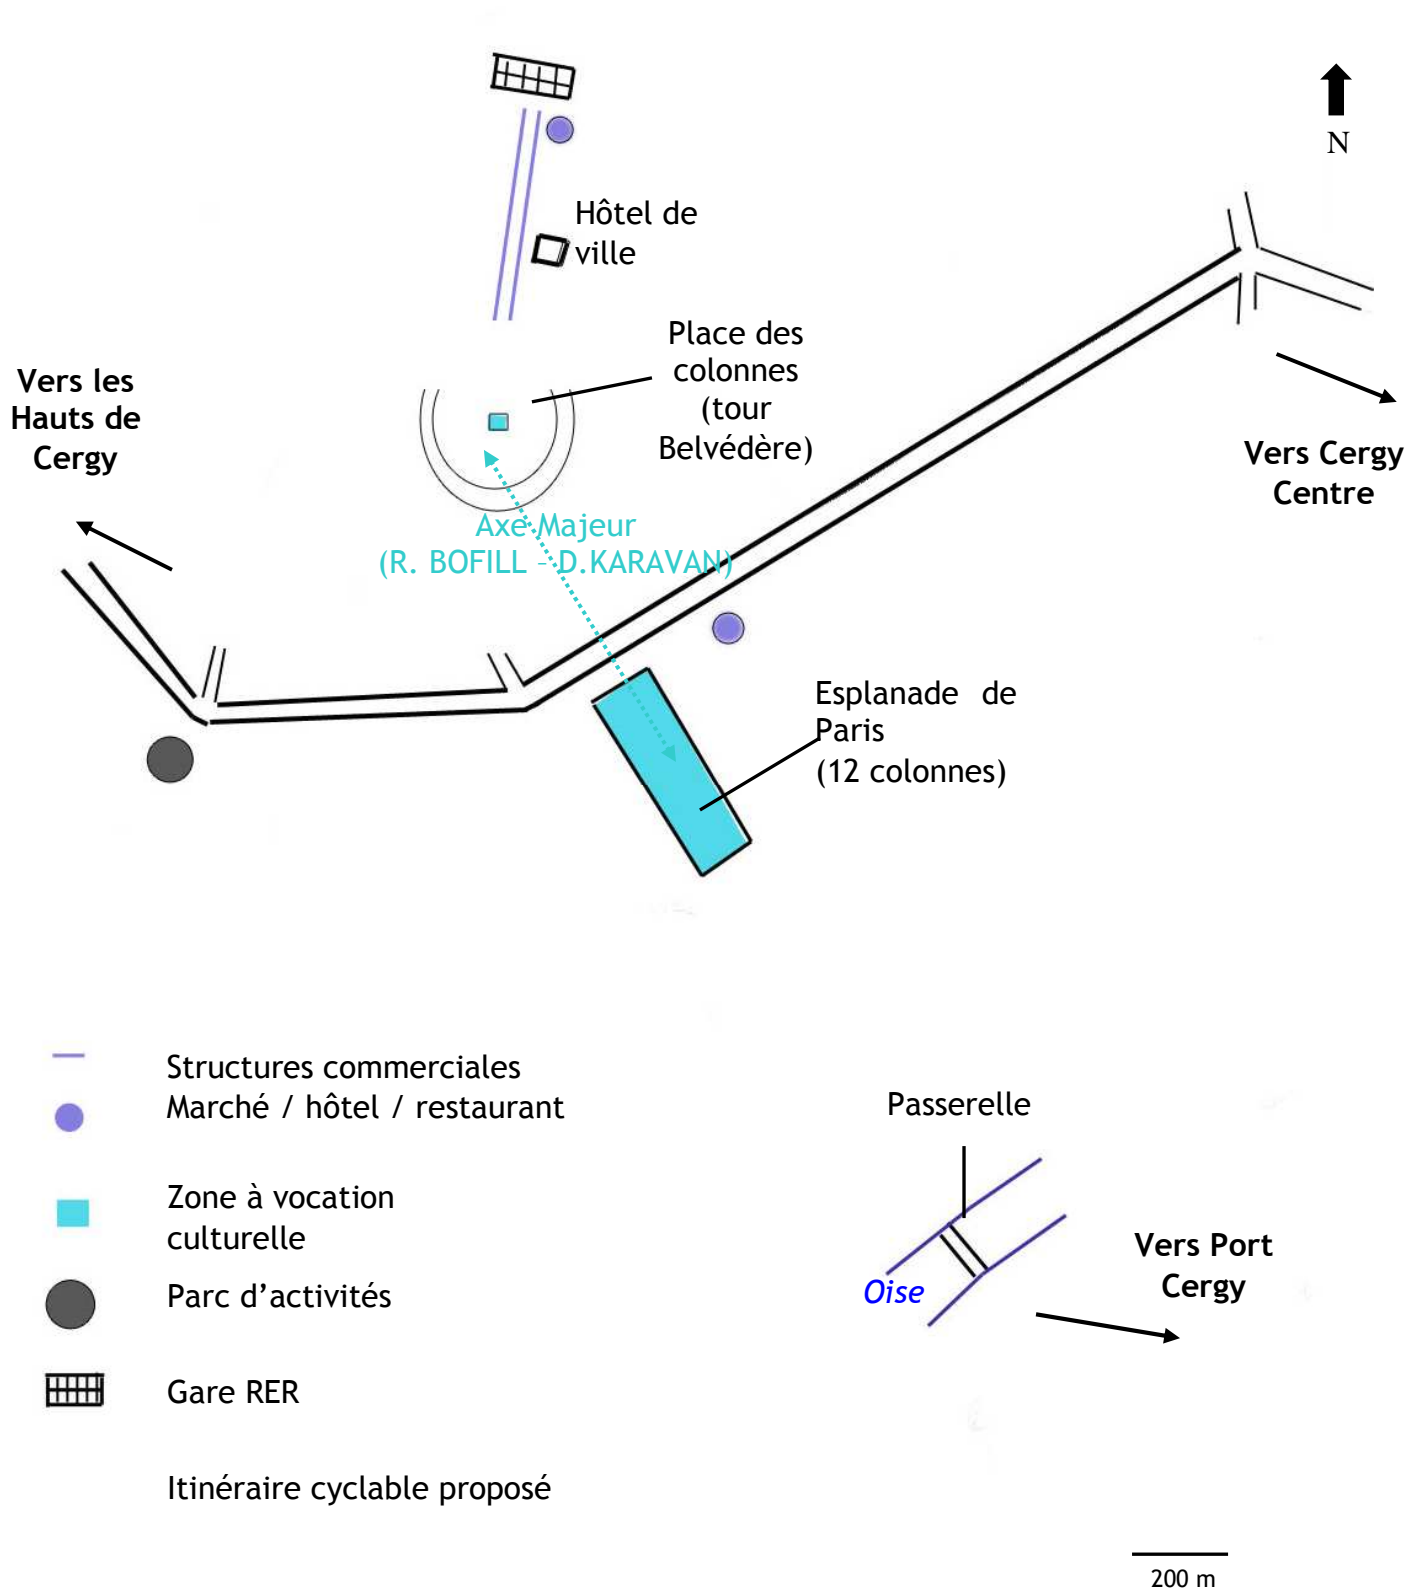 N
Hôtel de
ville
Place des
colonnes
(tour
Belvédère)
Vers les
Hauts de
Cergy
Vers Cergy
Centre
Axe Majeur
(R. BOFILL – D.KARAVAN)
Esplanade de
Paris
(12 colonnes)
Structures commerciales
Marché / hôtel / restaurant
Zone à vocation
culturelle
Parc d’activités
Gare RER
Itinéraire cyclable proposé
Passerelle
Oise
Vers Port
Cergy
200 m